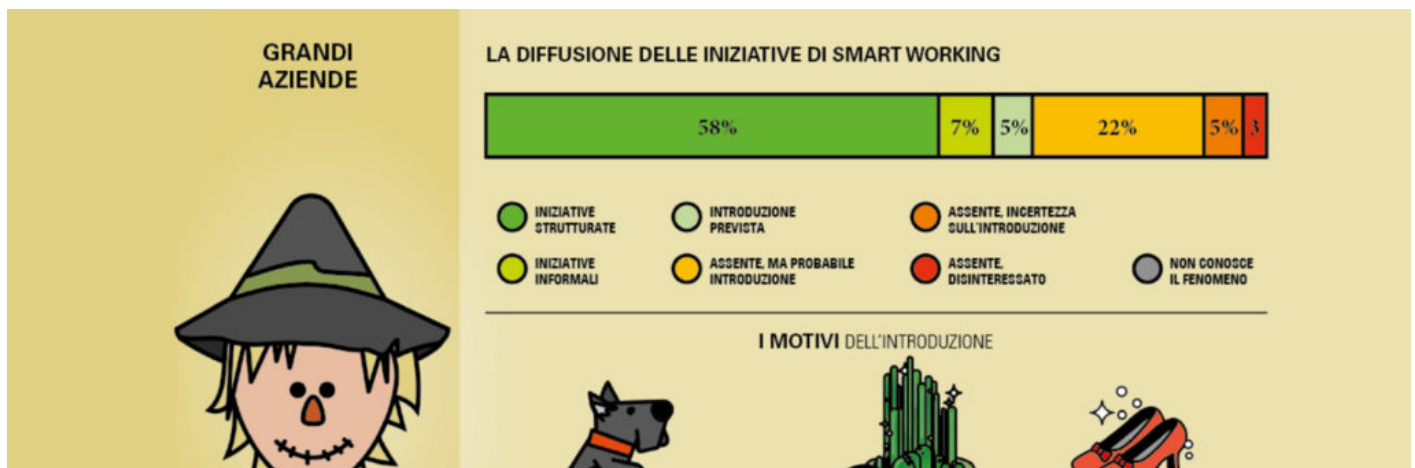 GRANDI
AZIENDE
LA DIFFUSIONE DELLE INIZIATIVE DI SMART WORKING
58% 7% 5% 22% 5% 3
INIZIATIVE
STRUTTURATE
INTRODUZIONE
PREVISTA
ASSENTE, INCERTEZZA
SULL'INTRODUZIONE
INIZIATIVE
INFORMALI
ASSENTE, MA PROBABILE
INTRODUZIONE
ASSENTE,
DISINTERESSATO
NON CONOSCE
IL FENOMENO
I MOTIVI DELL'INTRODUZIONE